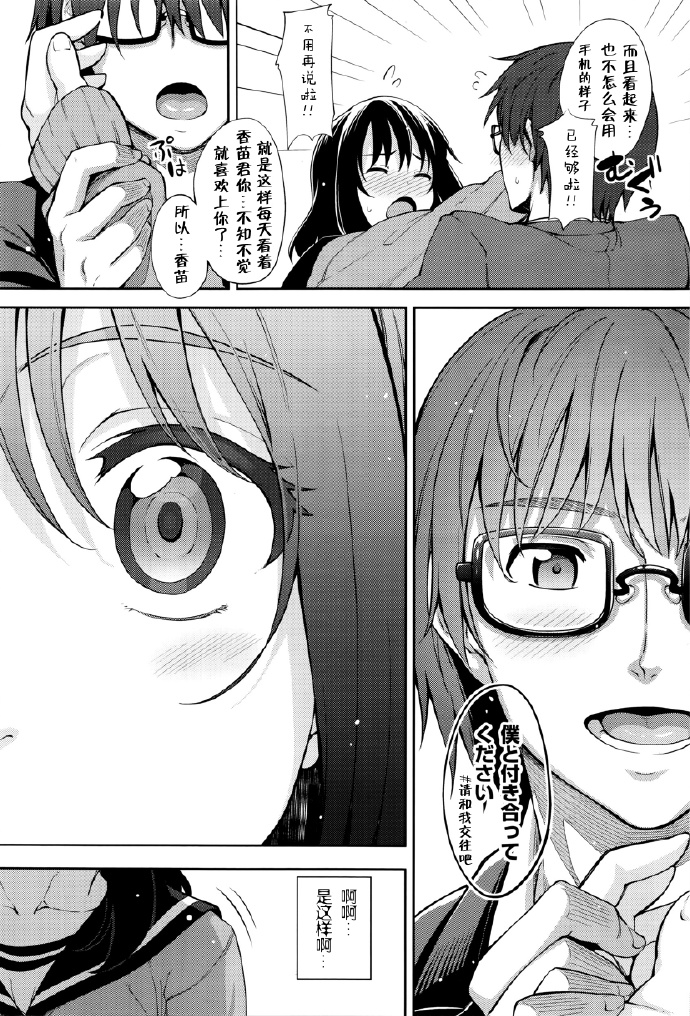 而且看起来…
也不怎么会用
手机的样子
已经够啦!!
むぐぅ
不用再说啦!!
ぷは
就是这样每天看着
香苗君你…不知不觉
就喜欢上你了…
所以…香苗
僕と付き合って
ください
#请和我交往吧
啊啊…
是这样啊…